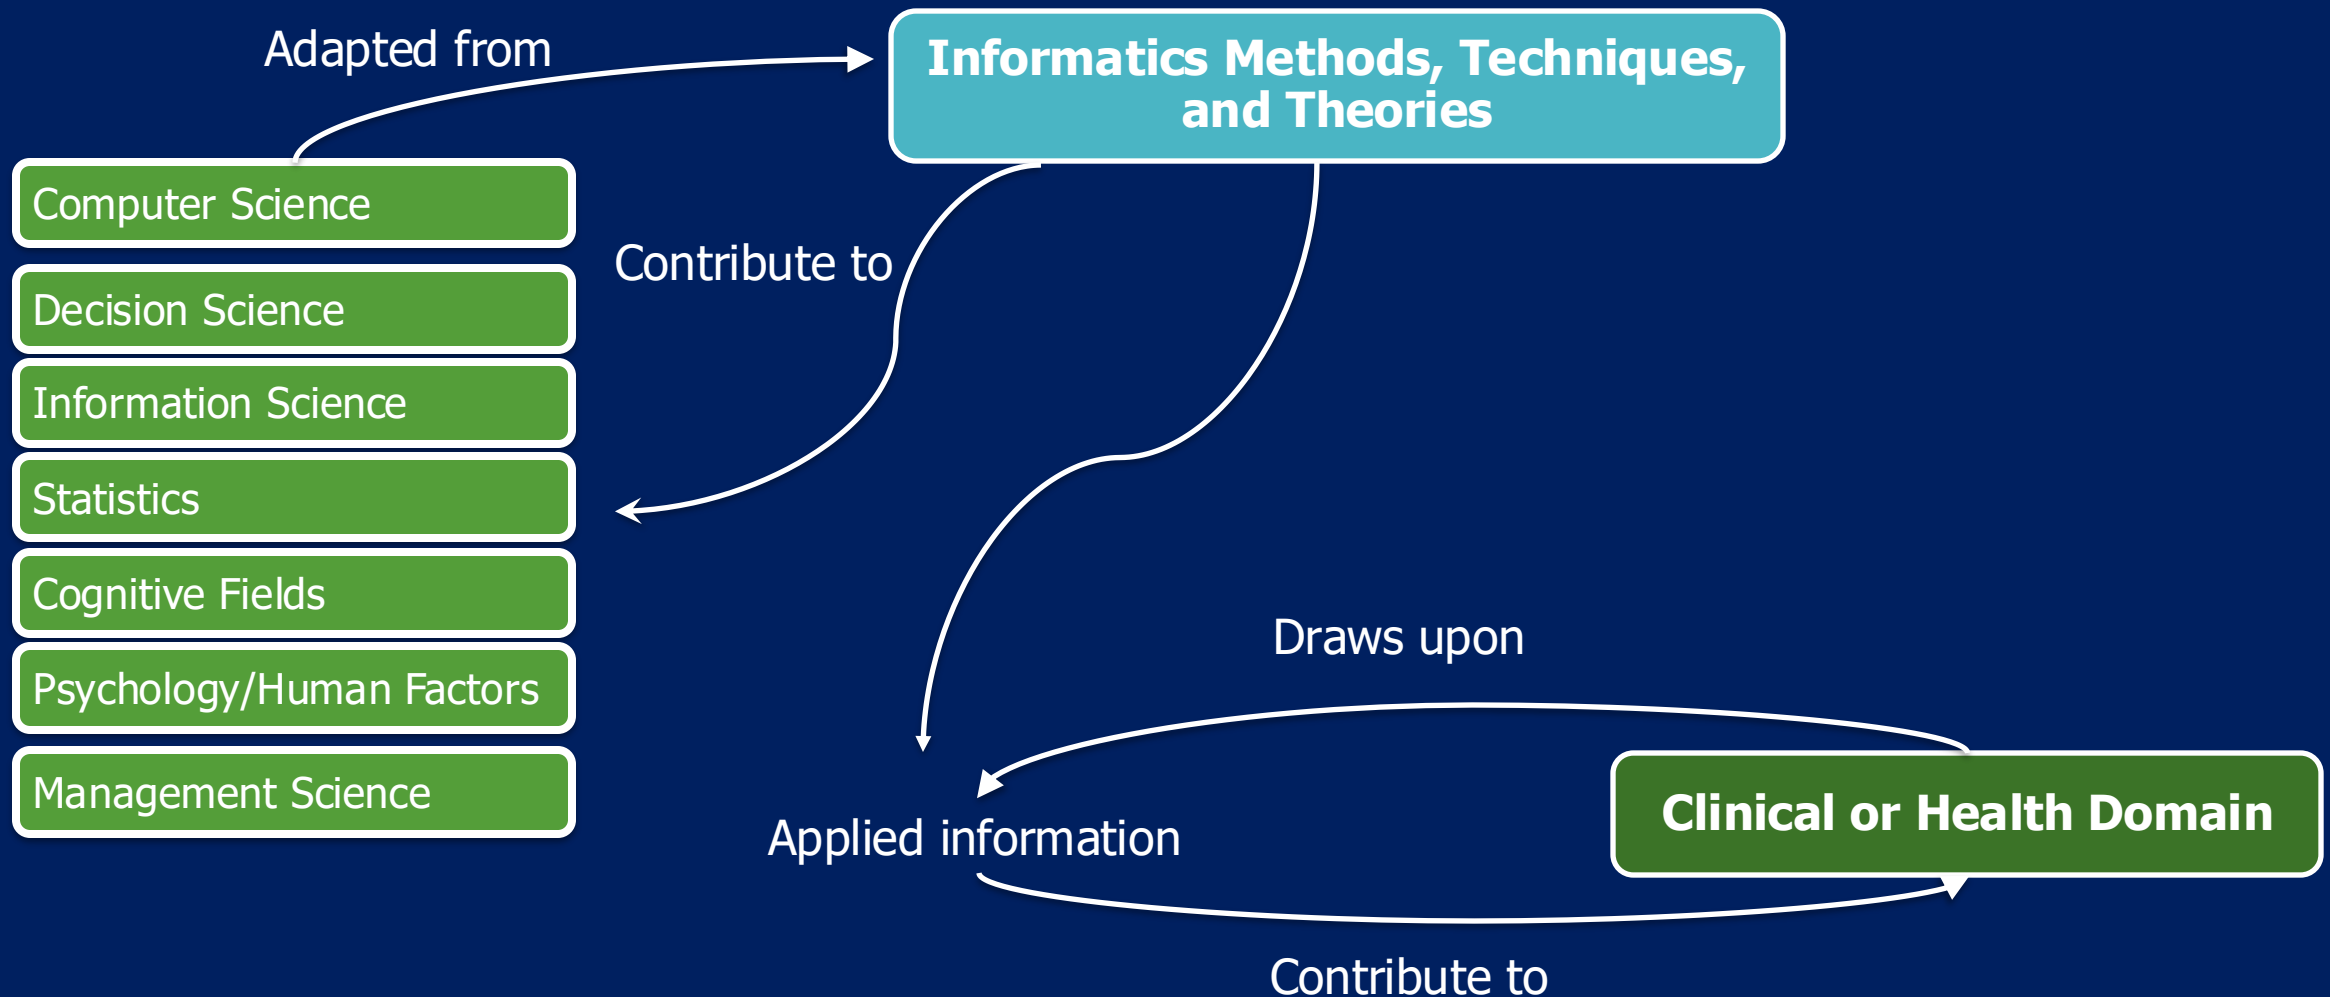 Adapted from
Informatics Methods, Techniques,
and Theories
Computer Science
Contribute to
Decision Science
Information Science
Statistics
Cognitive Fields
Draws upon
Psychology/Human Factors
Management Science
Clinical or Health Domain
Applied information
Contribute to